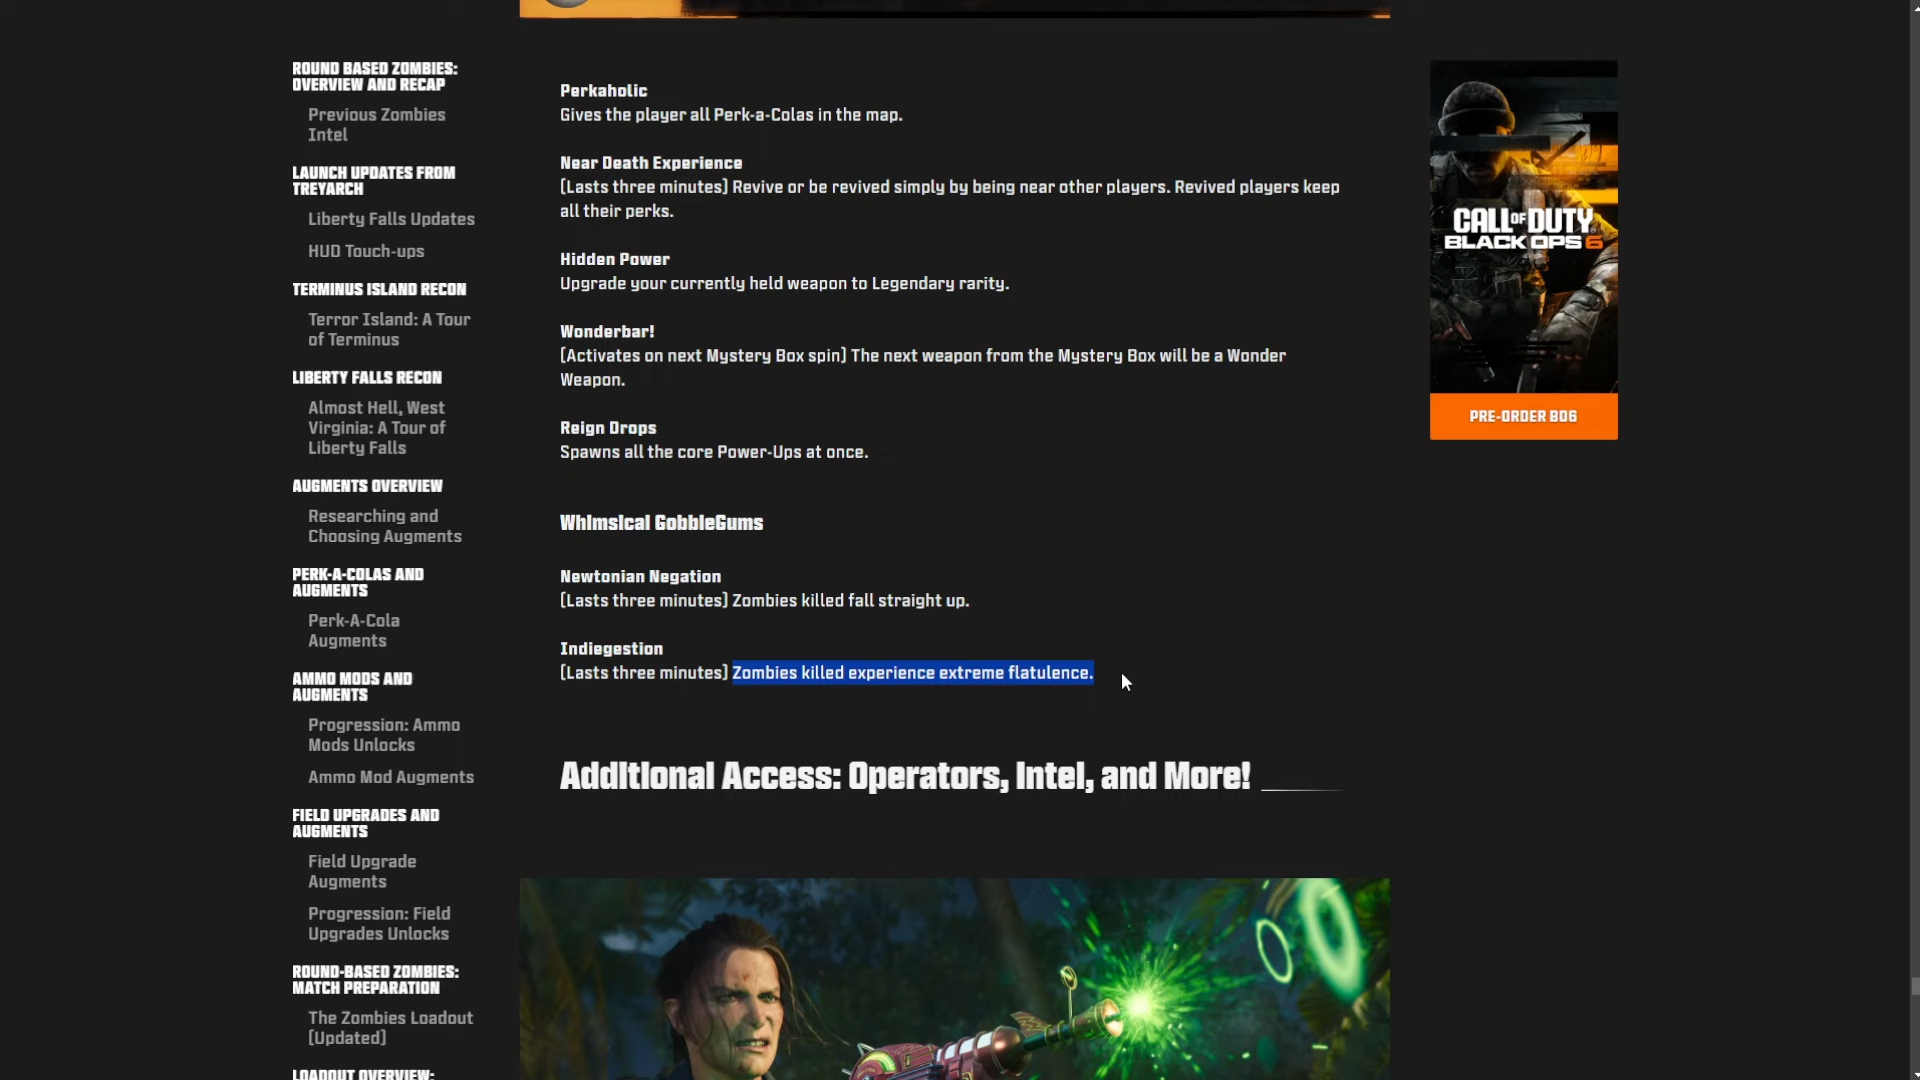 ROUND BASED ZOMBIES:
OVERVIEW AND RECAP
Previous Zombies
Intel
LAUNCH UPDATES FROM
TREYARCH
Liberty Falls Updates
HUD Touch-ups
TERMINUS ISLAND RECON
Terror Island: A Tour
of Terminus
LIBERTY FALLS RECON
Almost Hell, West
Virginia: A Tour of
Liberty Falls
AUGMENTS OVERVIEW
Researching and
Choosing Augments
PERK-A-COLAS AND
AUGMENTS
Perk-A-Cola
Augments
AMMO MODS AND
AUGMENTS
Progression: Ammo
Mods Unlocks
Ammo Mod Augments
FIELD UPGRADES AND
AUGMENTS
Field Upgrade
Augments
Progression: Field
Upgrades Unlocks
ROUND-BASED ZOMBIES:
MATCH PREPARATION
The Zombies Loadout
(Updated)
LOADOUT OVERVIEW:
Perkaholic
Gives the player all Perk-a-Colas in the map.
Near Death Experience
(Lasts three minutes) Revive or be revived simply by being near other players. Revived players keep
all their perks.
Hidden Power
Upgrade your currently held weapon to Legendary rarity.
Wonderbar!
(Activates on next Mystery Box spin) The next weapon from the Mystery Box will be a Wonder
Weapon.
Reign Drops
Spawns all the core Power-Ups at once.
Whimsical GobbleGums
Newtonian Negation
(Lasts three minutes) Zombies killed fall straight up.
Indiegestion
(Lasts three minutes) Zombies killed experience extreme flatulence.
Additional Access: Operators, Intel, and More!
CALL OF DUTY
BLACK OPS 6
PRE-ORDER BO6